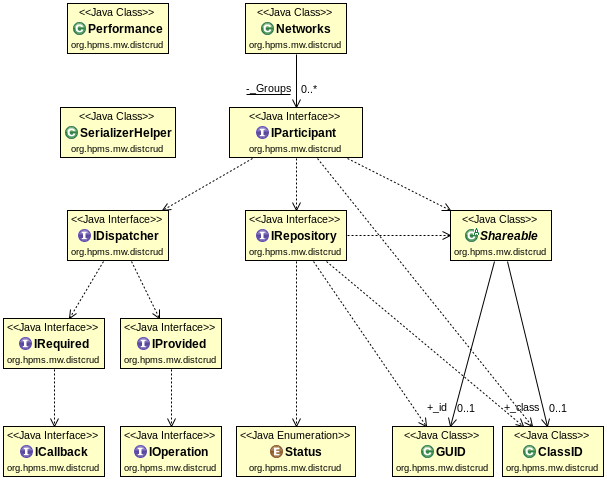 <<Java Class>>
Performance
org.hpms.mw.distcrud
<<Java Class>>
Networks
org.hpms.mw.distcrud
-_Groups
0..*
<<Java Class>>
SerializerHelper
org.hpms.mw.distcrud
<<Java Interface>>
IParticipant
org.hpms.mw.distcrud
<<Java Interface>>
IDispatcher
org.hpms.mw.distcrud
<<Java Interface>>
IRepository
org.hpms.mw.distcrud
<<Java Class>>
Shareable
org.hpms.mw.distcrud
<<Java Interface>>
IRequired
org.hpms.mw.distcrud
<<Java Interface>>
IProvided
org.hpms.mw.distcrud
+_id
0..1
+_class
0..1
<<Java Interface>>
ICallback
org.hpms.mw.distcrud
<<Java Interface>>
IOperation
org.hpms.mw.distcrud
<<Java Enumeration>>
Status
org.hpms.mw.distcrud
<<Java Class>>
GUID
org.hpms.mw.distcrud
<<Java Class>>
ClassID
org.hpms.mw.distcrud